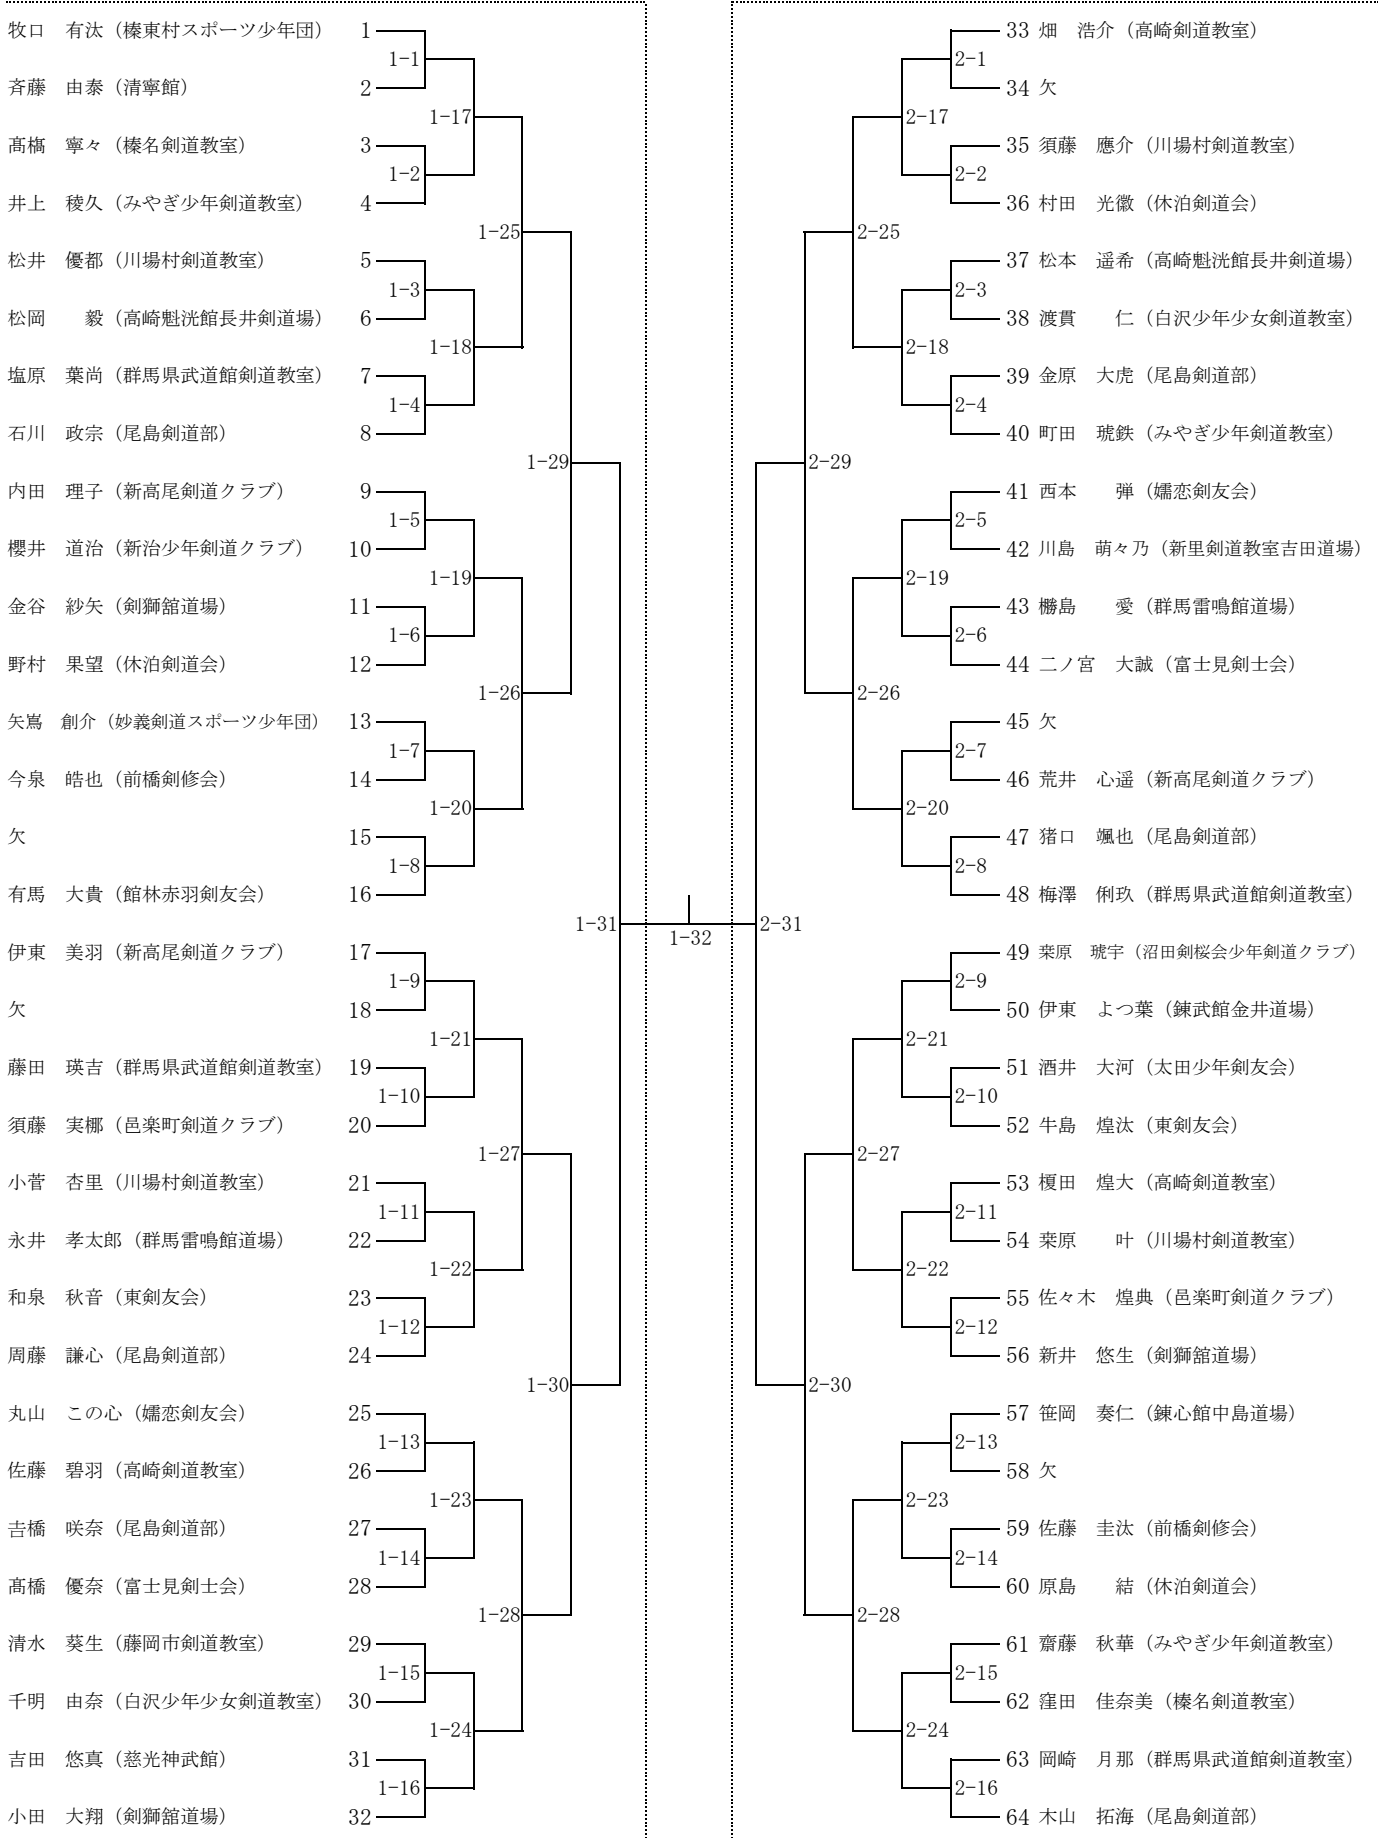 牧口　有汰（榛東村スポーツ少年団） 1
1-1
斉藤　由泰（清寧館） 2
1-17
髙橋　寧々（榛名剣道教室） 3
1-2
井上　稜久（みやぎ少年剣道教室） 4
1-25
松井　優都（川場村剣道教室） 5
1-3
松岡　　毅（高崎魁洸館長井剣道場） 6
1-18
塩原　葉尚（群馬県武道館剣道教室） 7
1-4
石川　政宗（尾島剣道部） 8
1-29
内田　理子（新高尾剣道クラブ） 9
1-5
櫻井　道治（新治少年剣道クラブ） 10
1-19
金谷　紗矢（剣獅舘道場） 11
1-6
野村　果望（休泊剣道会） 12
1-26
矢嶌　創介（妙義剣道スポーツ少年団） 13
1-7
今泉　皓也（前橋剣修会） 14
1-20
欠 15
1-8
有馬　大貴（館林赤羽剣友会） 16
1-31
伊東　美羽（新高尾剣道クラブ） 17
1-9
欠 18
1-21
藤田　瑛吉（群馬県武道館剣道教室） 19
1-10
須藤　実梛（邑楽町剣道クラブ） 20
1-27
小菅　杏里（川場村剣道教室） 21
1-11
永井　孝太郎（群馬雷鳴館道場） 22
1-22
和泉　秋音（東剣友会） 23
1-12
周藤　謙心（尾島剣道部） 24
1-30
丸山　この心（嬬恋剣友会） 25
1-13
佐藤　碧羽（高崎剣道教室） 26
1-23
吉橋　咲奈（尾島剣道部） 27
1-14
髙橋　優奈（富士見剣士会） 28
1-28
清水　葵生（藤岡市剣道教室） 29
1-15
千明　由奈（白沢少年少女剣道教室） 30
1-24
吉田　悠真（慈光神武館） 31
1-16
小田　大翔（剣獅舘道場） 32
1-32
33 畑　浩介（高崎剣道教室）
2-1
34 欠
2-17
35 須藤　應介（川場村剣道教室）
2-2
36 村田　光徽（休泊剣道会）
2-25
37 松本　遥希（高崎魁洸館長井剣道場）
2-3
38 渡貫　　仁（白沢少年少女剣道教室）
2-18
39 金原　大虎（尾島剣道部）
2-4
40 町田　琥鉄（みやぎ少年剣道教室）
2-29
41 西本　　弾（嬬恋剣友会）
2-5
42 川島　萌々乃（新里剣道教室吉田道場）
2-19
43 橳島　　愛（群馬雷鳴館道場）
2-6
44 二ノ宮　大誠（富士見剣士会）
2-26
45 欠
2-7
46 荒井　心遥（新高尾剣道クラブ）
2-20
47 猪口　颯也（尾島剣道部）
2-8
48 梅澤　俐玖（群馬県武道館剣道教室）
2-31
49 桒原　琥宇（沼田剣桜会少年剣道クラブ）
2-9
50 伊東　よつ葉（錬武館金井道場）
2-21
51 酒井　大河（太田少年剣友会）
2-10
52 牛島　煌汰（東剣友会）
2-27
53 榎田　煌大（高崎剣道教室）
2-11
54 桒原　　叶（川場村剣道教室）
2-22
55 佐々木　煌典（邑楽町剣道クラブ）
2-12
56 新井　悠生（剣獅舘道場）
2-30
57 笹岡　奏仁（錬心館中島道場）
2-13
58 欠
2-23
59 佐藤　圭汰（前橋剣修会）
2-14
60 原島　　結（休泊剣道会）
2-28
61 齋藤　秋華（みやぎ少年剣道教室）
2-15
62 窪田　佳奈美（榛名剣道教室）
2-24
63 岡崎　月那（群馬県武道館剣道教室）
2-16
64 木山　拓海（尾島剣道部）